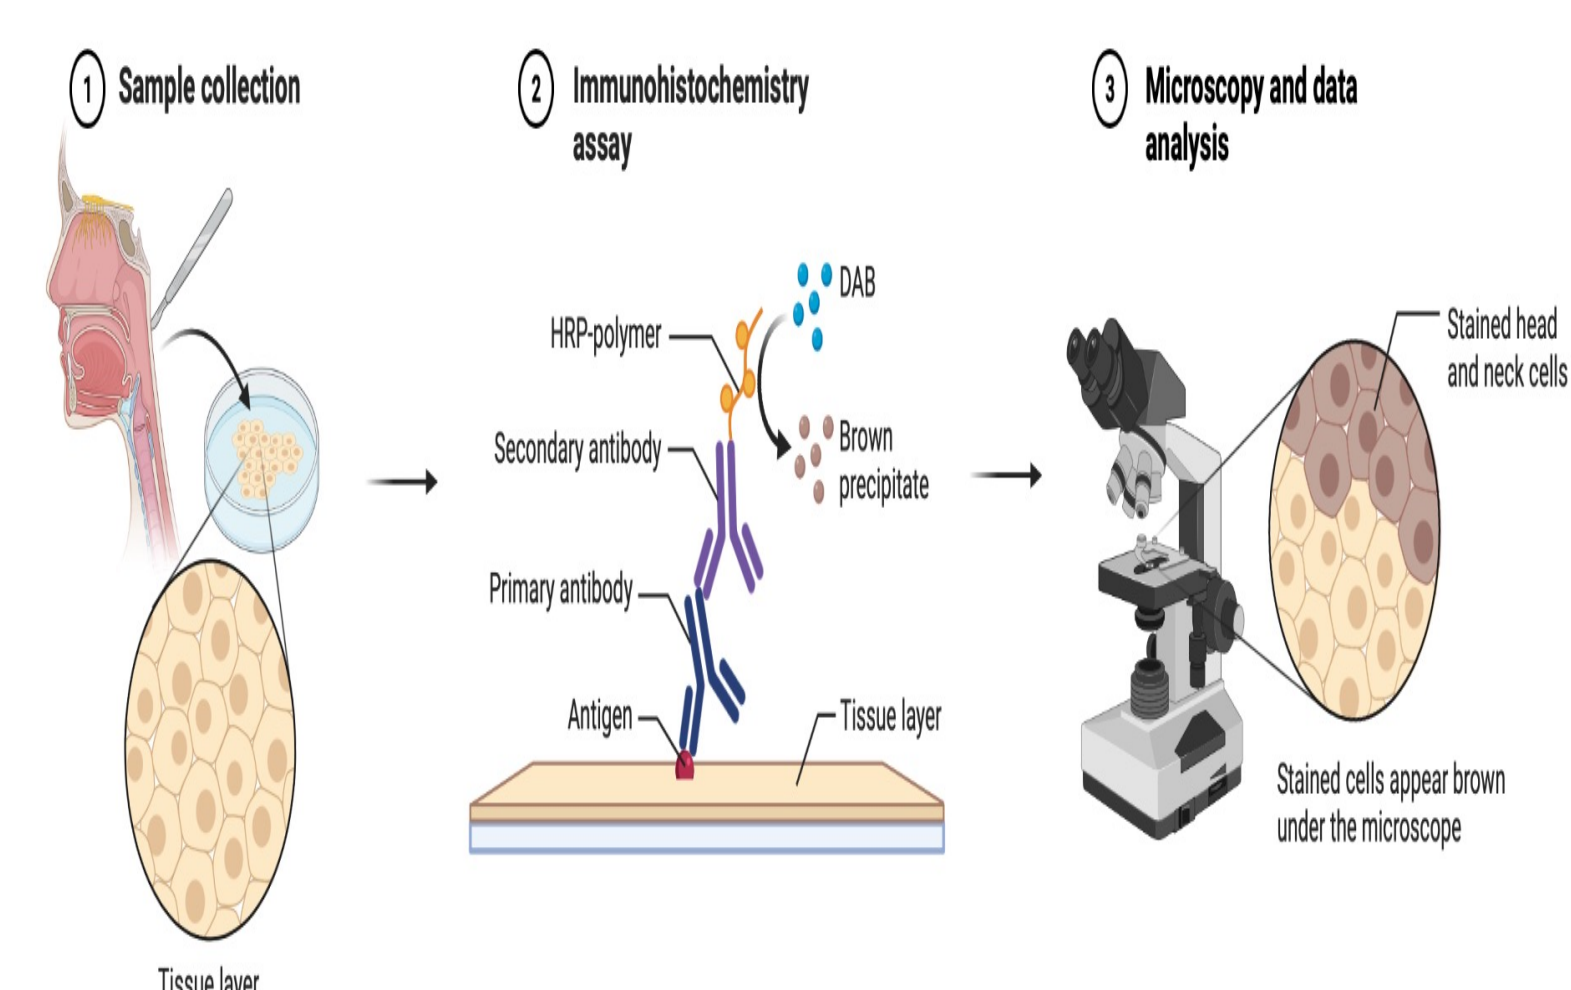 1 Sample collection
Tissue layer
2 Immunohistochemistry
assay
DAB
HRP-polymer
Brown
precipitate
Secondary antibody
Primary antibody
Antigen
Tissue layer
3 Microscopy and data
analysis
Stained head
and neck cells
Stained cells appear brown
under the microscope